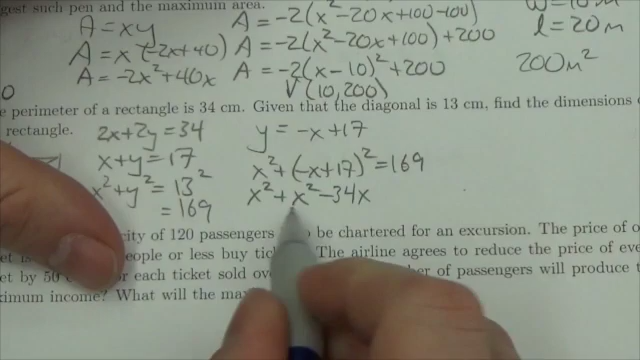 gest such pen and the maximum area.
A = xy
A = x (-2x+40)
A = -2x² + 40x
A = -2(x² -20x+100-100)
A = -2(x² -20x+100) +200
A = -2(x -10)² +200
V (10,200)
l = 20m
200m²
0
e perimeter of a rectangle is 34 cm. Given that the diagonal is 13 cm, find the dimensions o
rectangle.
2x+2y = 34
x + y = 17
x² + y² = 13²
= 169
y = -x + 17
x² + (-x + 17)² = 169
x² + x² - 34x
city of 120 passengers to be chartered for an excursion. The price of o
people or less buy tick The airline agrees to reduce the price of eve
et by 50 for each ticket sold ov ber of passengers will produce t
ximum income? What will the max